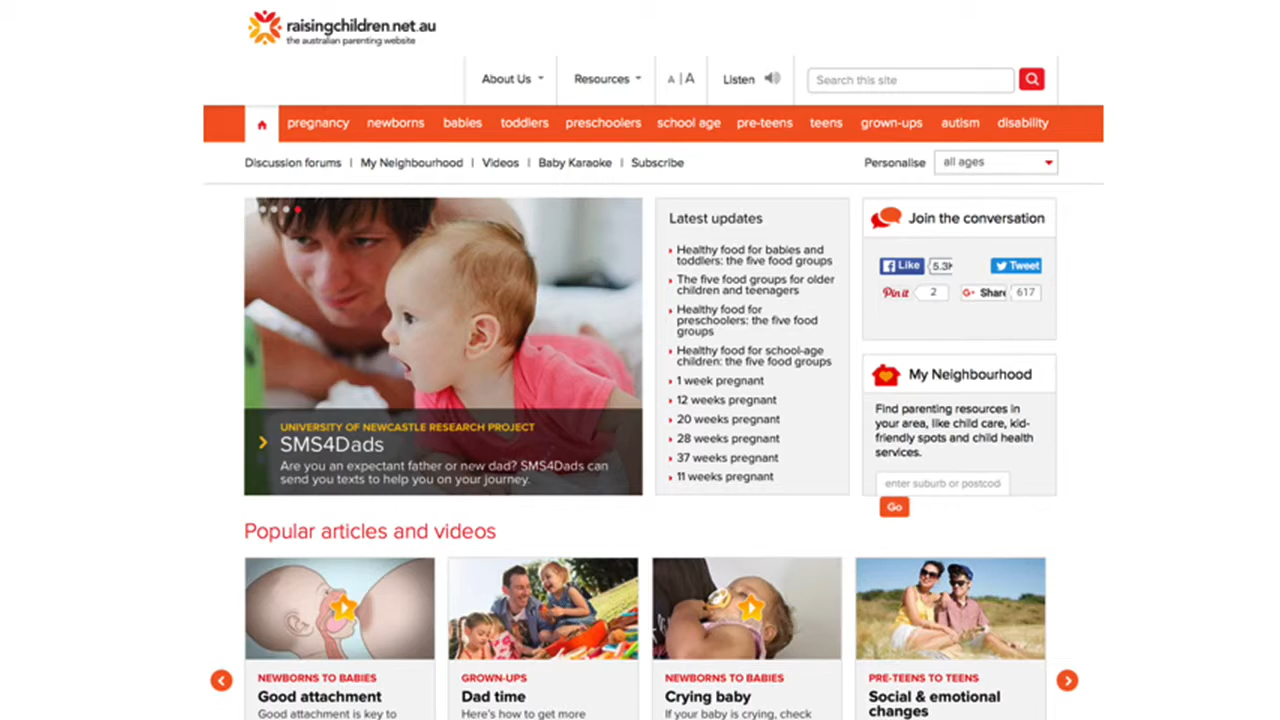 raisingchildren.net.au
the australian parenting website
About Us
Resources
A | A
Listen
Search this site
pregnancy newborns babies toddlers preschoolers school age pre-teens teens grown-ups autism disability
Discussion forums | My Neighbourhood | Videos | Baby Karaoke | Subscribe
Personalise all ages
UNIVERSITY OF NEWCASTLE RESEARCH PROJECT
SMS4Dads
Are you an expectant father or new dad? SMS4Dads can
send you texts to help you on your journey.
Latest updates
Healthy food for babies and
toddlers: the five food groups
The five food groups for older
children and teenagers
Healthy food for
preschoolers: the five food
groups
Healthy food for school-age
children: the five food groups
1 week pregnant
12 weeks pregnant
20 weeks pregnant
28 weeks pregnant
37 weeks pregnant
11 weeks pregnant
Join the conversation
Like 5.3k Tweet
Pin it 2 G+ Share 617
My Neighbourhood
Find parenting resources in
your area, like child care, kid-
friendly spots and child health
services.
enter suburb or postcod
Go
Popular articles and videos
NEWBORNS TO BABIES
Good attachment
Good attachment is key to
GROWN-UPS
Dad time
Here's how to get more
NEWBORNS TO BABIES
Crying baby
If your baby is crying, check
PRE-TEENS TO TEENS
Social & emotional
changes